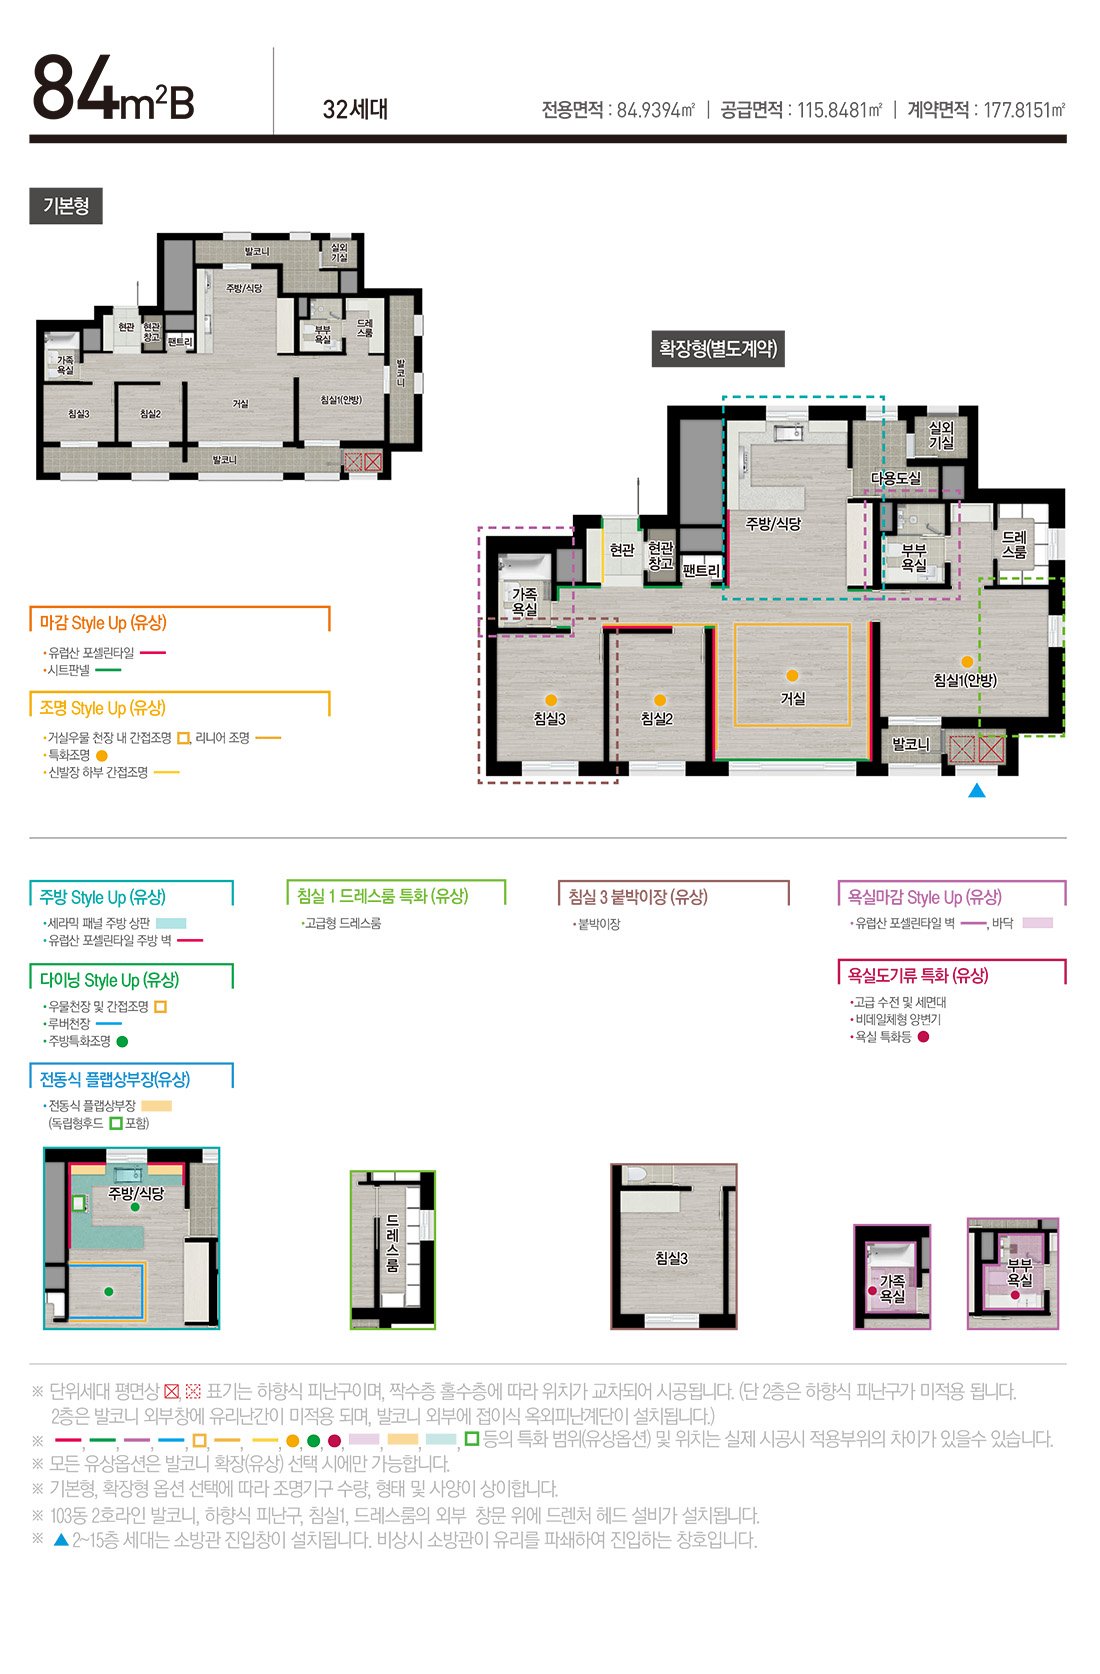 84m²B
32세대
전용면적 : 84.9394㎡ | 공급면적 : 115.8481㎡ | 계약면적 : 177.8151㎡
기본형
발코니
실외
기실
주방/식당
현관
현관
창고
팬트리
부부
욕실
드레
스룸
가족
욕실
발코니
침실3
침실2
거실
침실1(안방)
발코니
확장형(별도계약)
실외
기실
다용도실
주방/식당
현관
현관
창고
팬트리
부부
욕실
드레
스룸
가족
욕실
침실1(안방)
거실
침실3
침실2
발코니
마감 Style Up (유상)
•유럽산 포셀린타일
•시트판넬
조명 Style Up (유상)
•거실우물 천장 내 간접조명 , 리니어 조명
•특화조명
•신발장 하부 간접조명
주방 Style Up (유상)
•세라믹 패널 주방 상판
•유럽산 포셀린타일 주방 벽
다이닝 Style Up (유상)
•우물천장 및 간접조명
•루버천장
•주방특화조명
전동식 플랩상부장(유상)
•전동식 플랩상부장
(독립형후드 포함)
주방/식당
침실 1 드레스룸 특화 (유상)
•고급형 드레스룸
드레스룸
침실 3 붙박이장 (유상)
•붙박이장
침실3
욕실마감 Style Up (유상)
•유럽산 포셀린타일 벽 , 바닥
욕실도기류 특화 (유상)
•고급 수전 및 세면대
•비데일체형 양변기
•욕실 특화등
가족
욕실
부부
욕실
※ 단위세대 평면상 , 표기는 하향식 피난구이며, 짝수층 홀수층에 따라 위치가 교차되어 시공됩니다. (단 2층은 하향식 피난구가 미적용 됩니다.
2층은 발코니 외부창에 유리난간이 미적용 되며, 발코니 외부에 접이식 옥외피난계단이 설치됩니다.)
※ , , , , , , , , , , , , , 등의 특화 범위(유상옵션) 및 위치는 실제 시공시 적용부위의 차이가 있을수 있습니다.
※ 모든 유상옵션은 발코니 확장(유상) 선택 시에만 가능합니다.
※ 기본형, 확장형 옵션 선택에 따라 조명기구 수량, 형태 및 사양이 상이합니다.
※ 103동 2호라인 발코니, 하향식 피난구, 침실1, 드레스룸의 외부 창문 위에 드렌처 헤드 설비가 설치됩니다.
※ ▲ 2~15층 세대는 소방관 진입창이 설치됩니다. 비상시 소방관이 유리를 파쇄하여 진입하는 창호입니다.